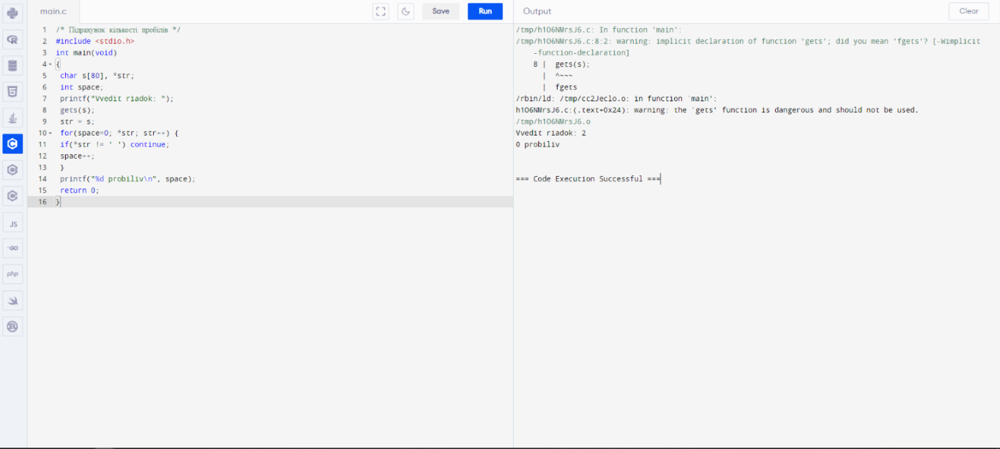 main.c
Save
Run
Output
Clear
1 /* Підрахунок кількості пробілів */
2 #include <stdio.h>
3 int main(void)
4 {
5 char s[80], *str;
6 int space;
7 printf("Vvedit riadok: ");
8 gets(s);
9 str = s;
10 for(space=0; *str; str++) {
11 if(*str != ' ') continue;
12 space++;
13 }
14 printf("%d probiliv\n", space);
15 return 0;
16 }
/tmp/h1O6NMrsJ6.c: In function 'main':
/tmp/h1O6NMrsJ6.c:8:2: warning: implicit declaration of function 'gets'; did you mean 'fgets'? [-Wimplicit
-function-declaration]
8 | gets(s);
| ^~~~
| fgets
/rbin/ld: /tmp/cc2Jeclo.o: in function `main':
h1O6NMrsJ6.c:(.text+0x24): warning: the `gets' function is dangerous and should not be used.
/tmp/h1O6NMrsJ6.o
Vvedit riadok: 2
0 probiliv
=== Code Execution Successful ===
JS
GO
php